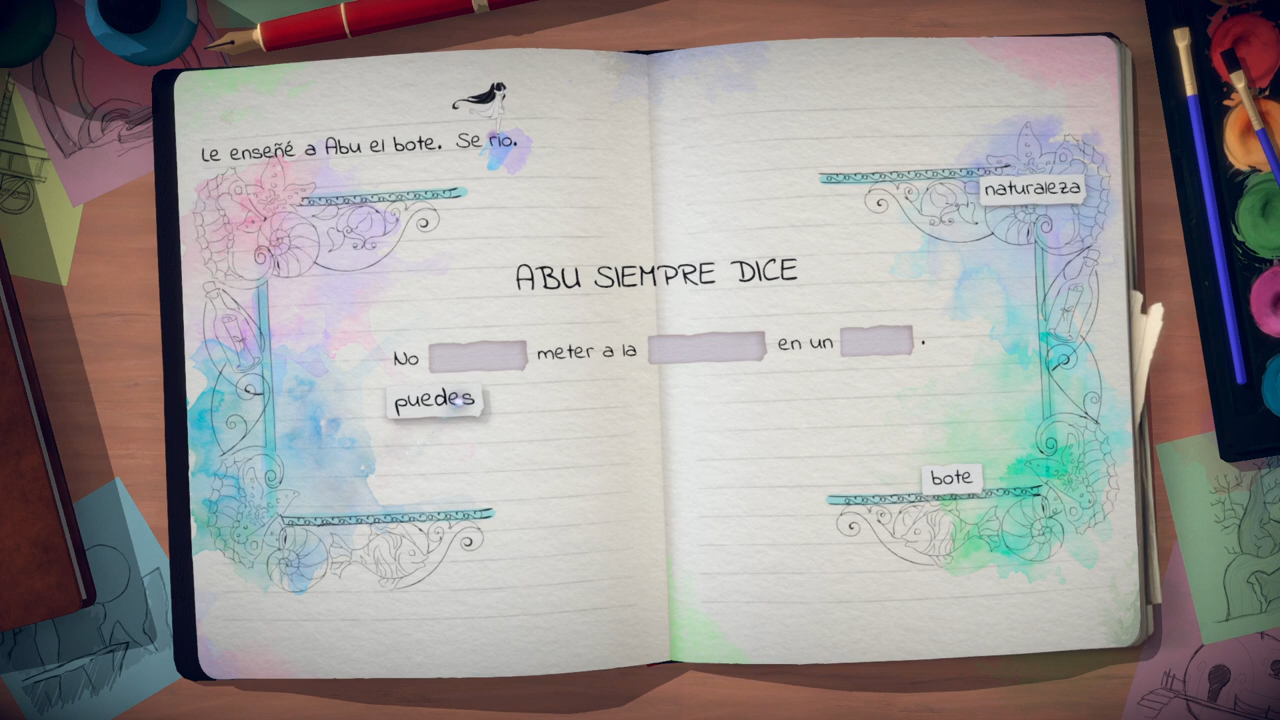 Le enseñé a Abu el bote. Se rio.
naturaleza
ABU SIEMPRE DICE
No meter a la en un .
puedes
bote